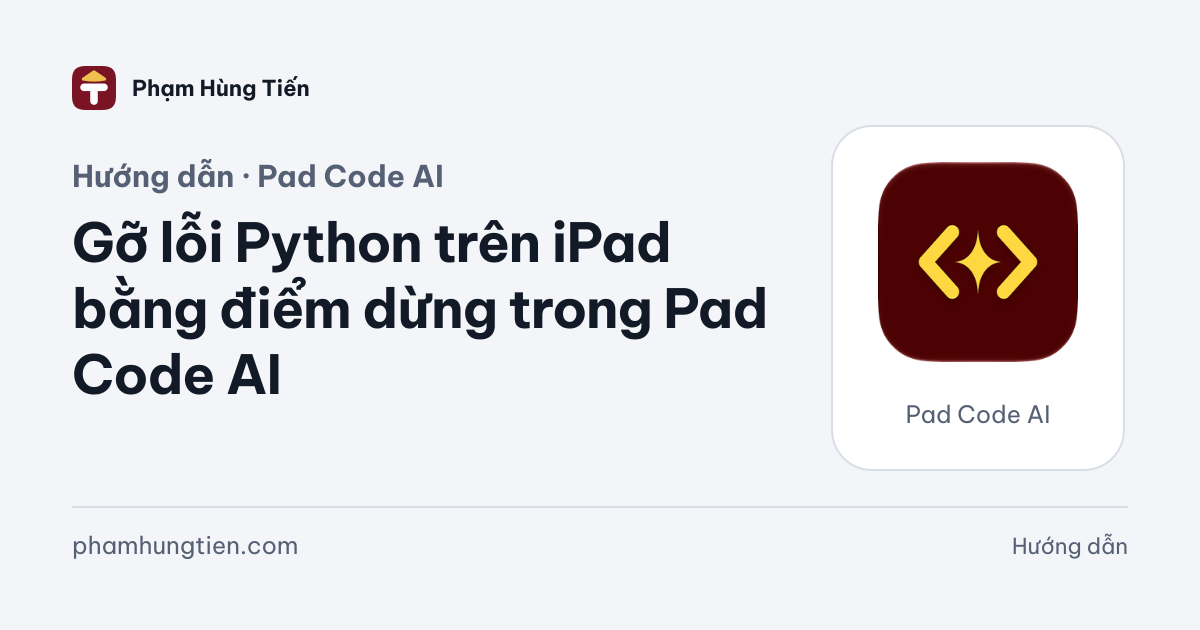 Phạm Hùng Tiến
Hướng dẫn · Pad Code AI
Gỡ lỗi Python trên iPad
bằng điểm dừng trong Pad
Code AI
Pad Code AI
phamhungtien.com
Hướng dẫn